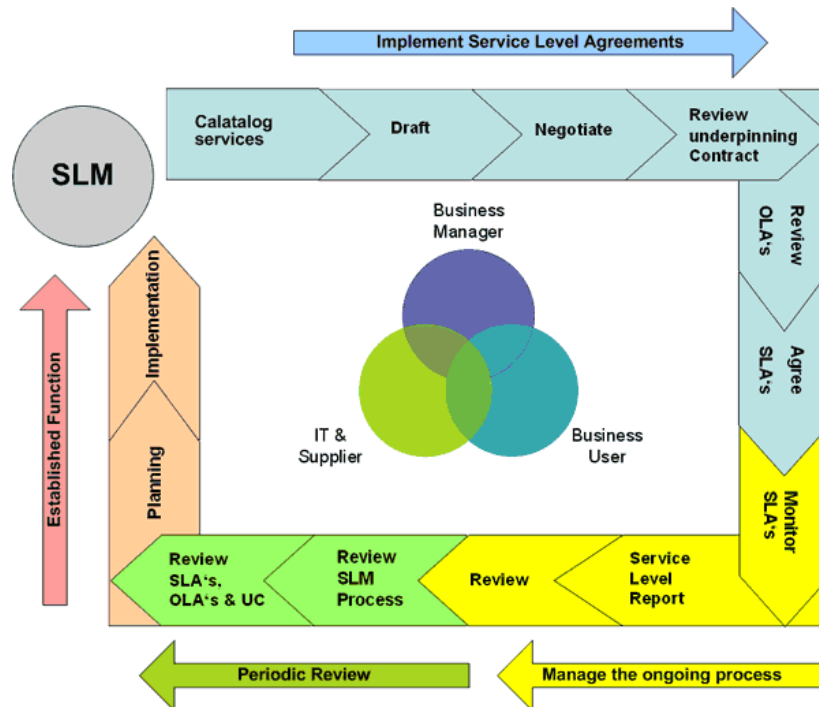 Implement Service Level Agreements
SLM
Calatalog
services
Draft
Negotiate
Review
underpinning
Contract
Review
OLA‘s
Agree
SLA‘s
Monitor
SLA‘s
Service
Level
Report
Review
Review
SLM
Process
Review
SLA‘s,
OLA‘s & UC
Planning
Implementation
Established Function
Business
Manager
IT &
Supplier
Business
User
Periodic Review
Manage the ongoing process